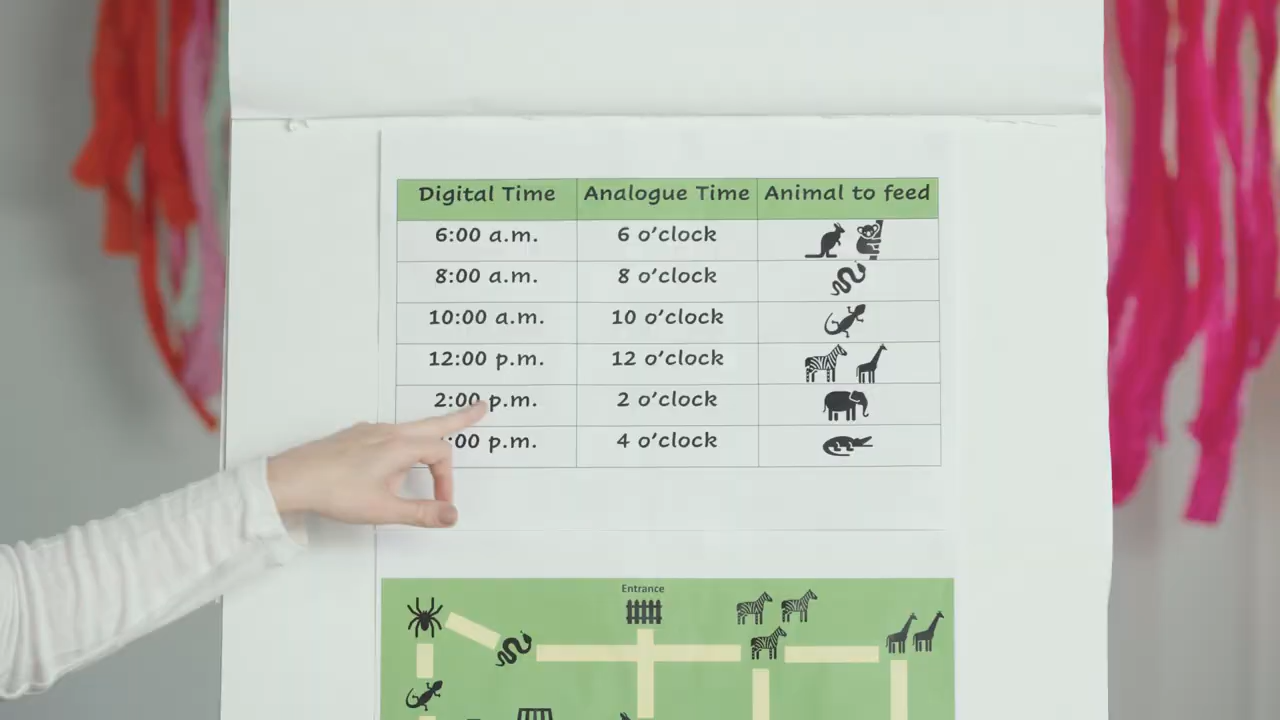 Digital Time Analogue Time Animal to feed
6:00 a.m. 6 o'clock
8:00 a.m. 8 o'clock
10:00 a.m. 10 o'clock
12:00 p.m. 12 o'clock
2:00 p.m. 2 o'clock
:00 p.m. 4 o'clock
Entrance